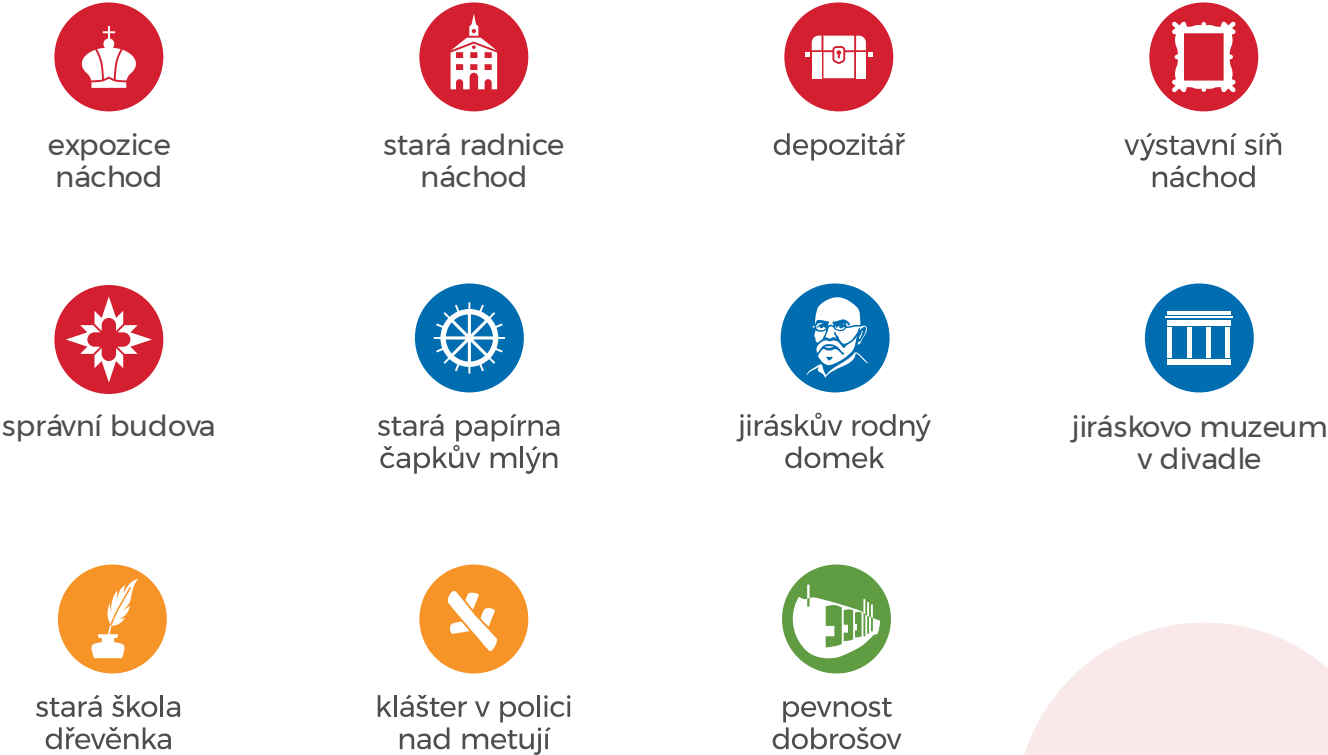 expozice
náchod
stará radnice
náchod
depozitář
výstavní síň
náchod
správní budova
stará papírna
čapkův mlýn
jiráskův rodný
domek
jiráskovo muzeum
v divadle
stará škola
dřevěnka
klášter v polici
nad metují
pevnost
dobrošov